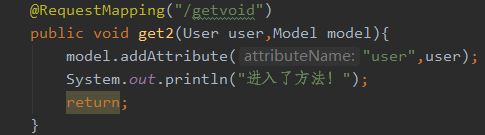 @RequestMapping("/getvoid")
public void get2(User user,Model model){
model.addAttribute( attributeName: "user",user);
System.out.println("进入了方法！");
return;
}